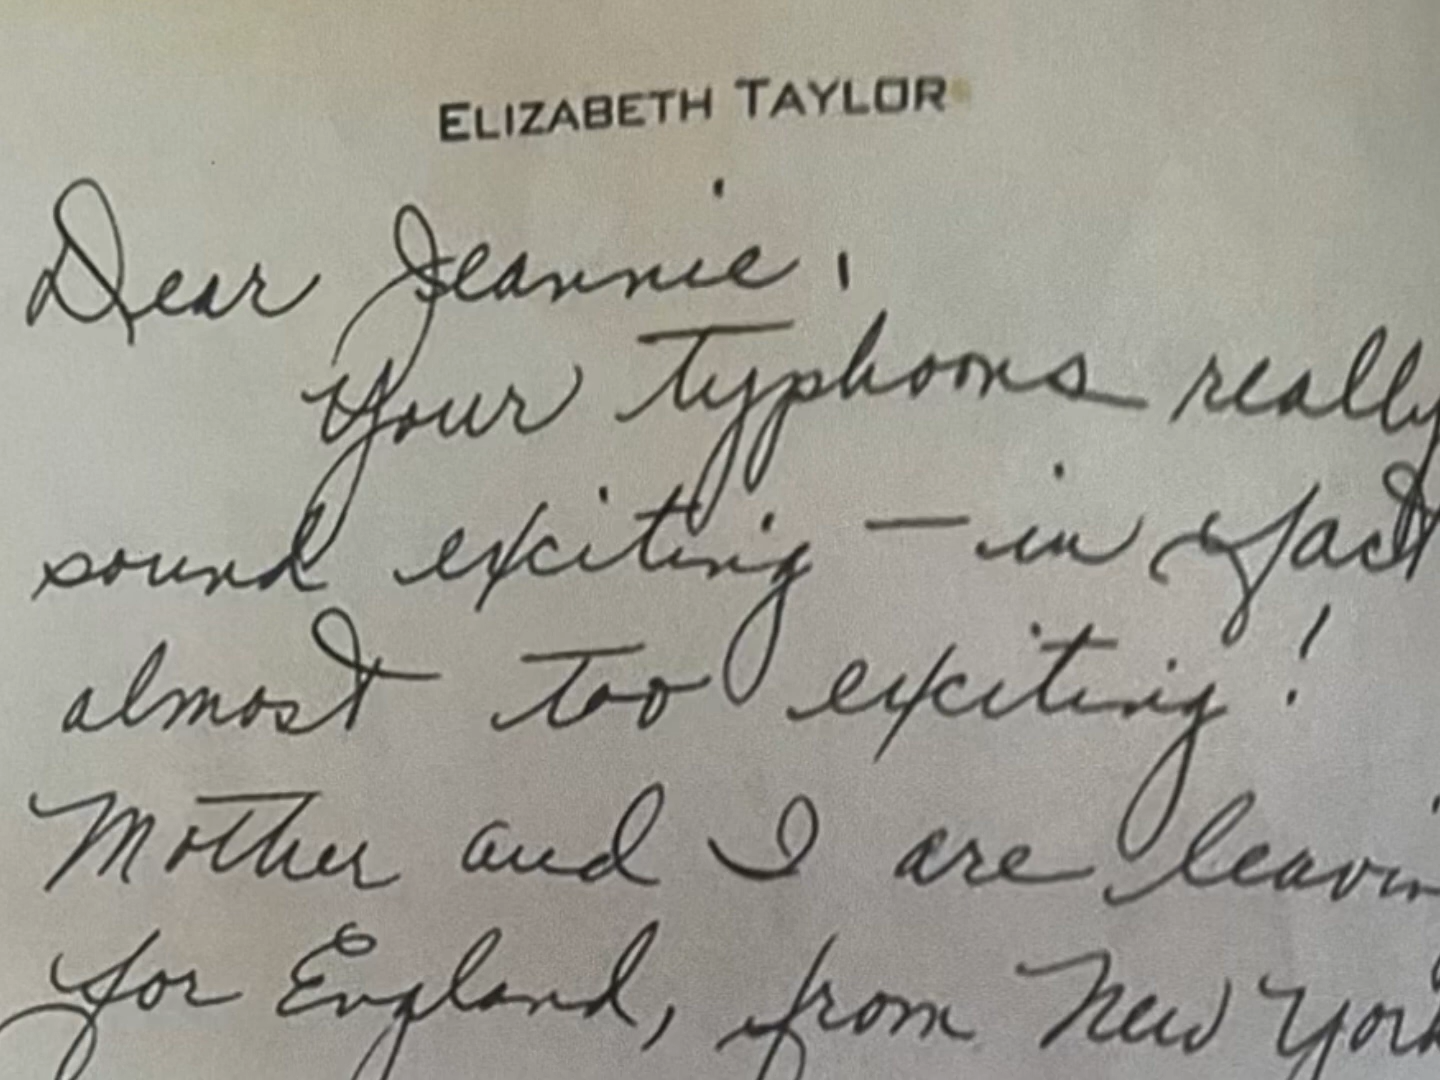 ELIZABETH TAYLOR
Dear Jeannie,
Your typhoons really
sound exciting — in fact
almost too exciting!
Mother and I are leavin
for England, from New York